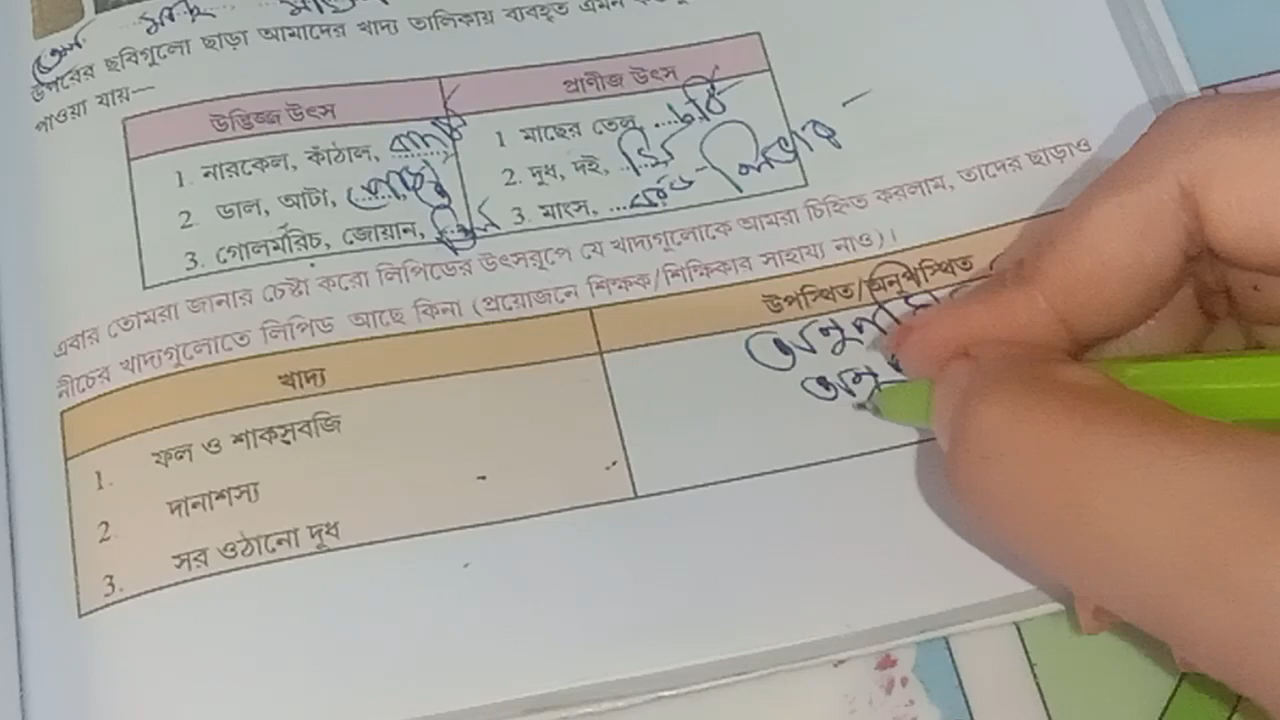 তেল মাছ
উপরের ছবিগুলো ছাড়া আমাদের খাদ্য তালিকায় ব্যবহৃত এমন
পাওয়া যায়—
উদ্ভিজ্জ উৎস প্রাণীজ উৎস
1. নারকেল, কাঁঠাল, 1 মাছের তেল, ...চর্বি
2. ডাল, আটা, 2. দুধ, দই, ...
3. গোলমরিচ, জোয়ান, 3. মাংস, ... লিভার
এবার তোমরা জানার চেষ্টা করো লিপিডের উৎসরূপে যে খাদ্যগুলোকে আমরা চিহ্নিত করলাম, তাদের ছাড়াও
নীচের খাদ্যগুলোতে লিপিড আছে কিনা (প্রয়োজনে শিক্ষক/শিক্ষিকার সাহায্য নাও)।
খাদ্য উপস্থিত/অনুপস্থিত
1. ফল ও শাকসবজি
2. দানাশস্য
3. সর ওঠানো দুধ